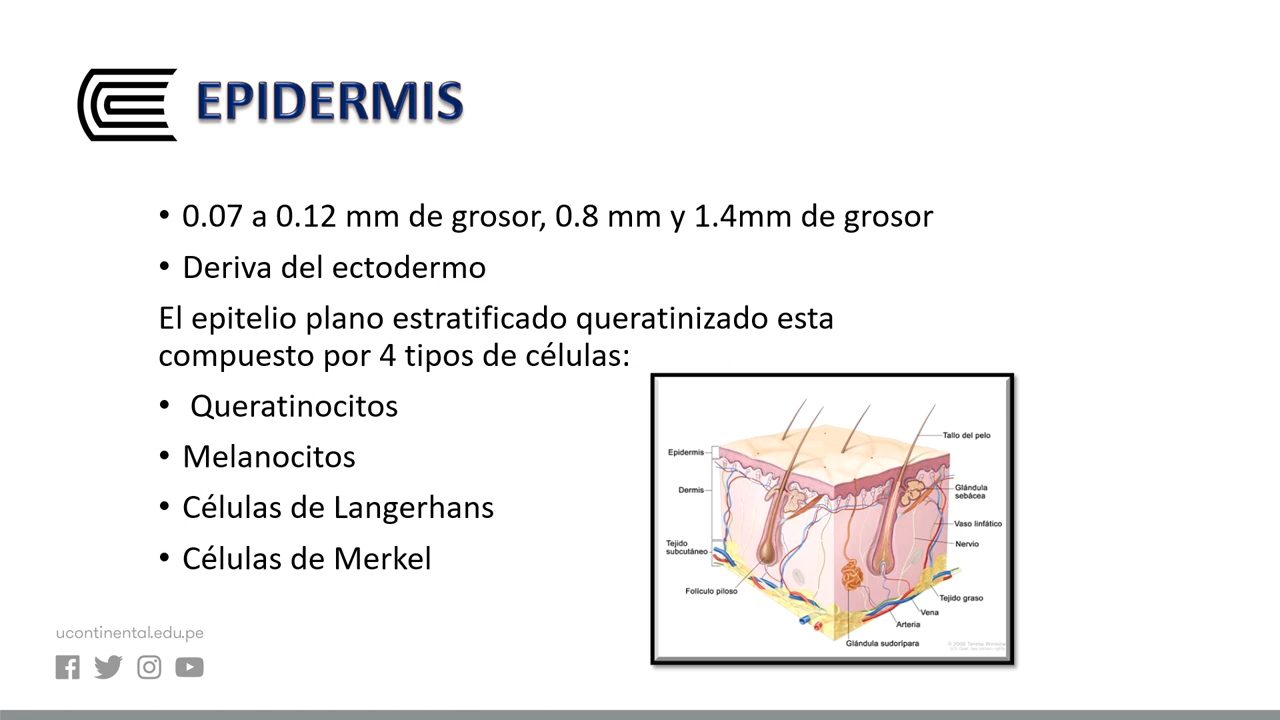 EPIDERMIS
• 0.07 a 0.12 mm de grosor, 0.8 mm y 1.4mm de grosor
• Deriva del ectodermo
El epitelio plano estratificado queratinizado esta
compuesto por 4 tipos de células:
• Queratinocitos
• Melanocitos
• Células de Langerhans
• Células de Merkel
Epidermis
Dermis
Tejido
subcutáneo
Folículo piloso
Tallo del pelo
Glándula
sebácea
Vaso linfático
Nervio
Tejido graso
Vena
Arteria
Glándula sudorípara
ucontinental.edu.pe